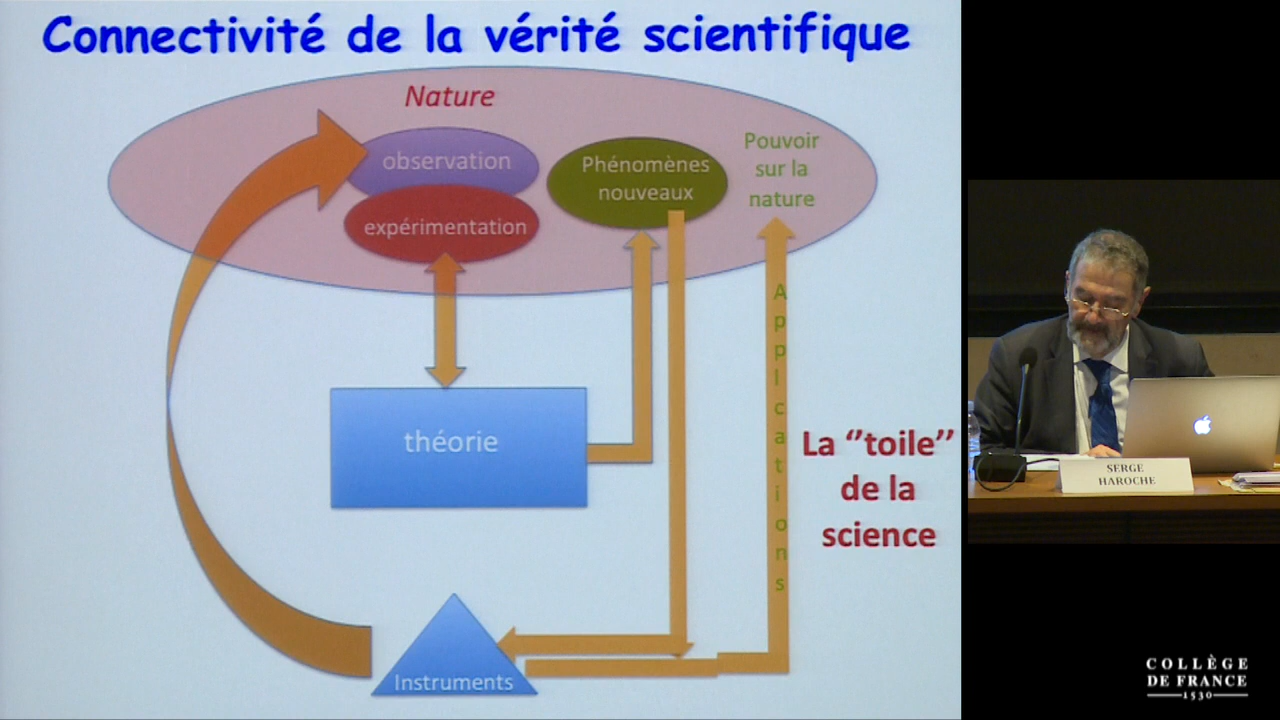 Connectivité de la vérité scientifique
Nature
observation
expérimentation
Phénomènes
nouveaux
Pouvoir
sur la
nature
Applications
théorie
La ‘’toile’’
de la
science
Instruments
SERGE
HAROCHE
COLLÈGE
DE FRANCE
1530